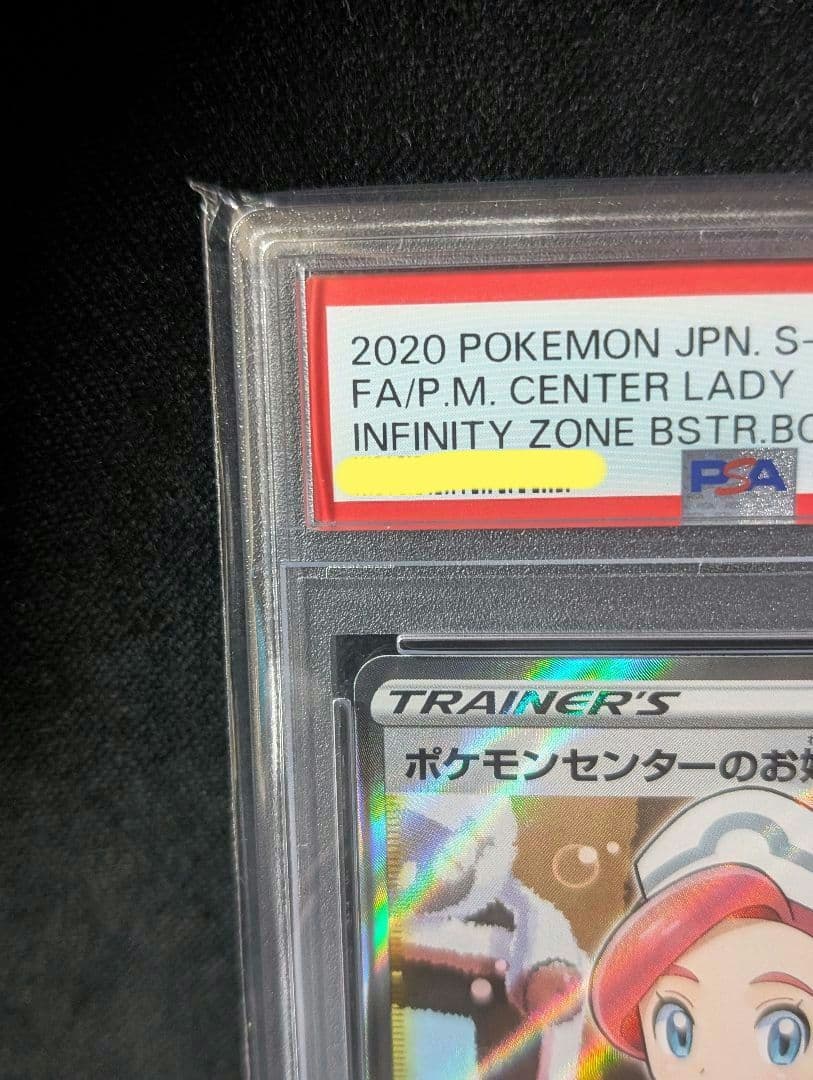 2020 POKEMON JPN. S-
FA/P.M. CENTER LADY
INFINITY ZONE BSTR.BO
PSA
TRAINER'S
ポケモンセンターのお